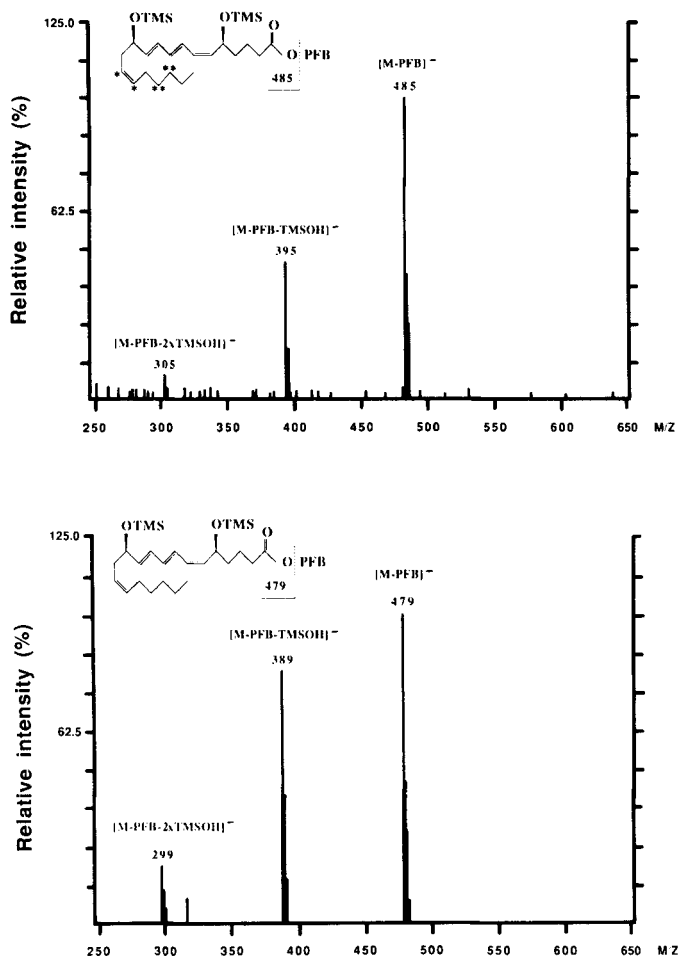 125.0
OTMS OTMS O
O PFB
* * ** **
485
[M-PFB]⁻
485
Relative intensity (%)
62.5
[M-PFB-TMSOH]⁻
395
[M-PFB-2xTMSOH]⁻
305
250 300 350 400 450 500 550 600 650 M/Z
125.0
OTMS OTMS O
O PFB
479
[M-PFB]⁻
479
Relative intensity (%)
[M-PFB-TMSOH]⁻
389
62.5
[M-PFB-2xTMSOH]⁻
299
250 300 350 400 450 500 550 600 650 M/Z